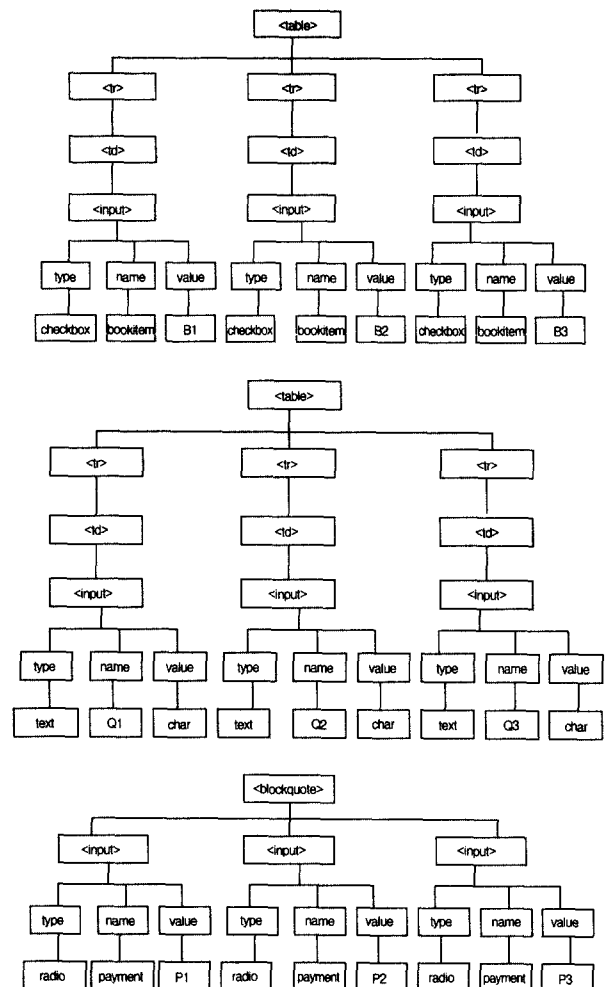 <table>
<tr> <tr> <tr>
<td> <td> <td>
<input> <input> <input>
type name value type name value type name value
checkbox bookitem B1 checkbox bookitem B2 checkbox bookitem B3
<table>
<tr> <tr> <tr>
<td> <td> <td>
<input> <input> <input>
type name value type name value type name value
text Q1 char text Q2 char text Q3 char
<blockquote>
<input> <input> <input>
type name value type name value type name value
radio payment P1 radio payment P2 radio payment P3